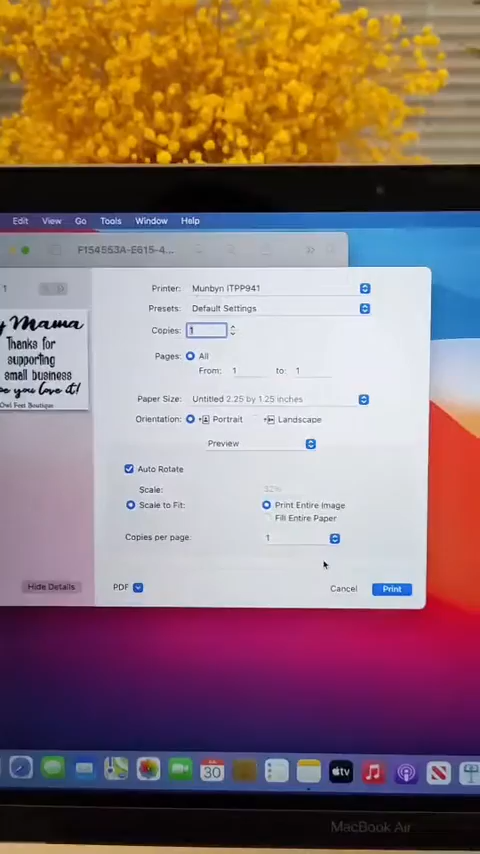 Edit View Go Tools Window Help
F154553A-E615-4...
1
Printer: Munbyn ITPP941
Presets: Default Settings
y Mama
Copies: 1
Thanks for
supporting
small business
Pages: All
From: 1 to: 1
pe you love it!
Owl Feet Boutique
Paper Size: Untitled 2.25 by 1.25 inches
Orientation: Portrait Landscape
Preview
Auto Rotate
Scale: 32%
Scale to Fit: Print Entire Image
Fill Entire Paper
Copies per page: 1
Hide Details PDF Cancel Print
30
tv
MacBook Air